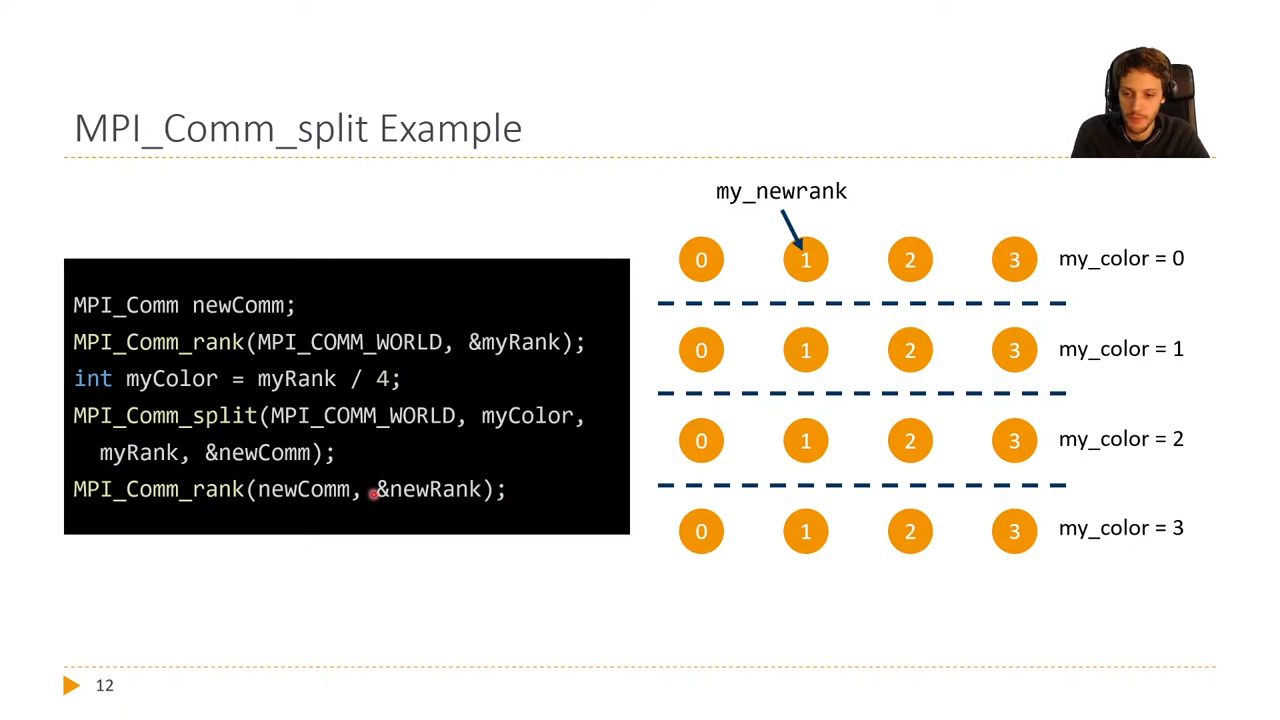 MPI_Comm_split Example
MPI_Comm newComm;
MPI_Comm_rank(MPI_COMM_WORLD, &myRank);
int myColor = myRank / 4;
MPI_Comm_split(MPI_COMM_WORLD, myColor,
myRank, &newComm);
MPI_Comm_rank(newComm, &newRank);
my_newrank
0 1 2 3 my_color = 0
0 1 2 3 my_color = 1
0 1 2 3 my_color = 2
0 1 2 3 my_color = 3
12